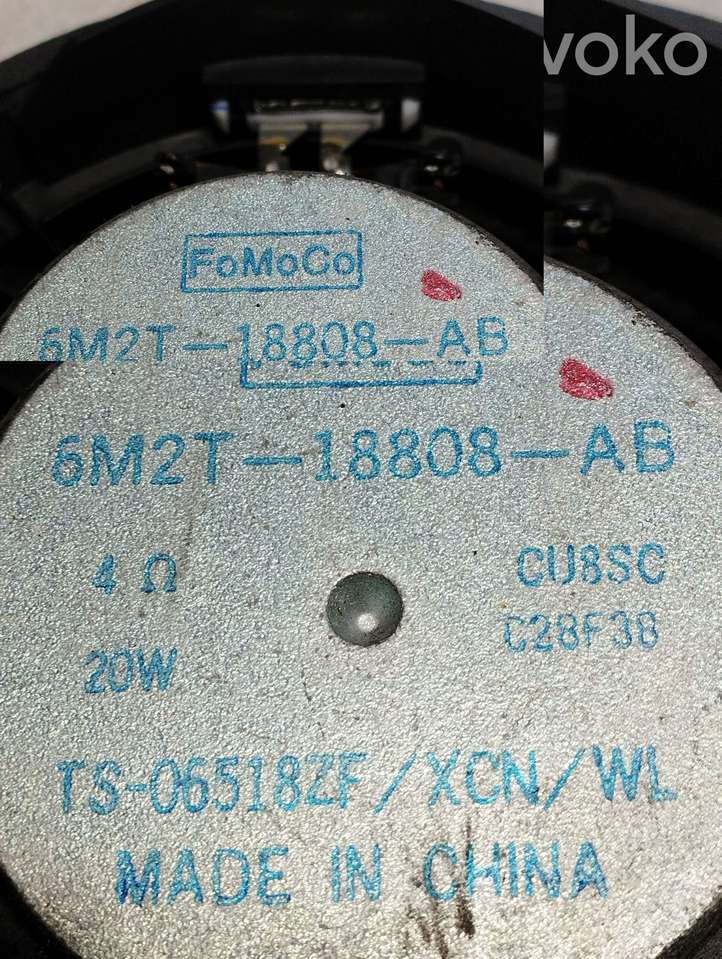 voko
FoMoCo
6M2T-18808-AB
6M2T-18808-AB
4 Ω
CU8SC
C28F38
20W
TS-06518ZF/XCN/WL
MADE IN CHINA